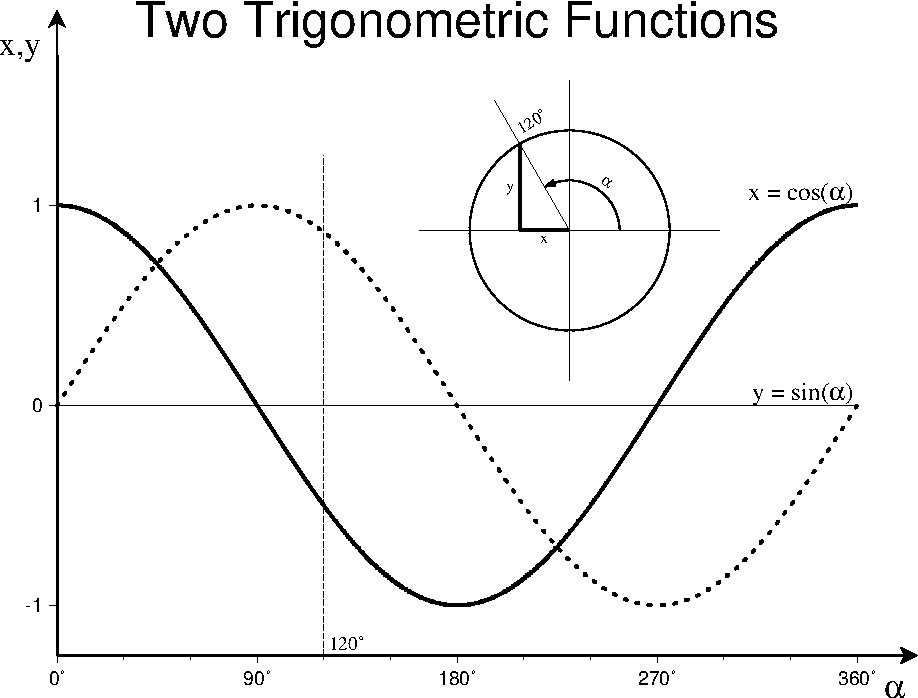 Two Trigonometric Functions
x,y
120°
α
y
x
x = cos(α)
1
y = sin(α)
0
-1
120°
0° 90° 180° 270° 360°
α